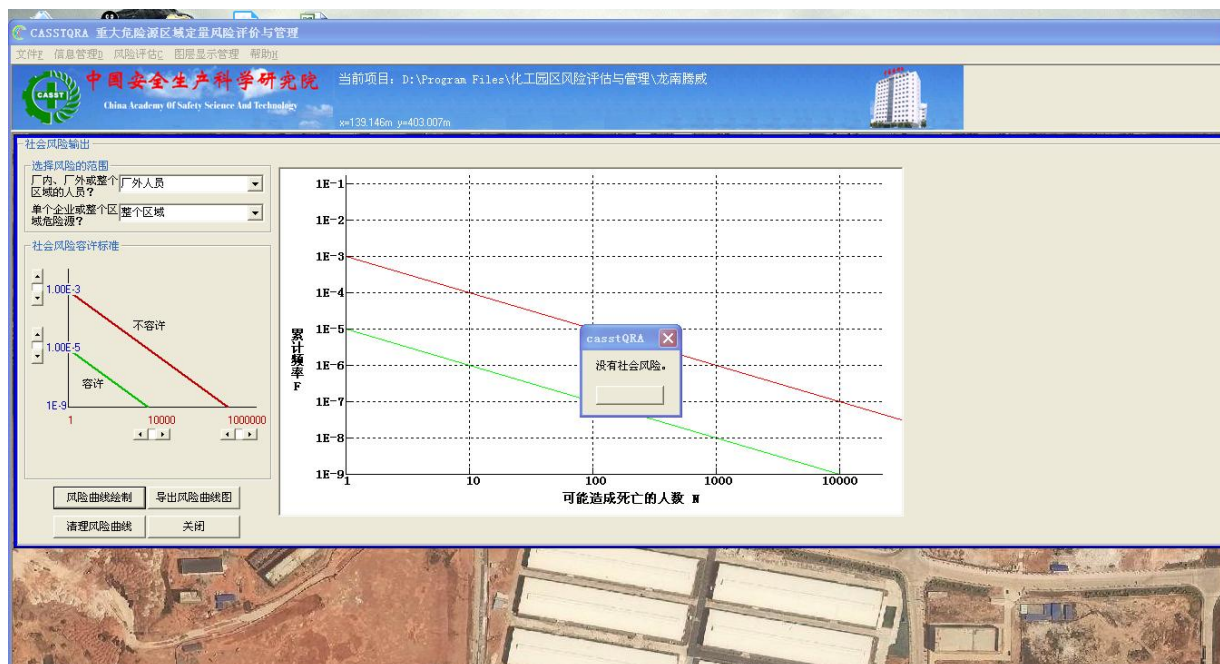 CASSTQRA 重大危险源区域定量风险评价与管理
文件F 信息管理D 风险评估C 图层显示管理 帮助H
CASST
中国安全生产科学研究院
China Academy Of Safety Science And Technology
当前项目：D:\Program Files\化工园区风险评估与管理\龙南腾威
x=139.146m y=403.007m
社会风险输出
选择风险的范围
厂内、厂外或整个区域的人员？
厂外人员
单个企业或整个区域危险源？
整个区域
社会风险容许标准
1.00E-3
不容许
1.00E-5
容许
1E-9
1
10000
1000000
风险曲线绘制
导出风险曲线图
清理风险曲线
关闭
1E-1
1E-2
1E-3
1E-4
1E-5
1E-6
1E-7
1E-8
1E-9
累计频率 F
1
10
100
1000
10000
可能造成死亡的人数 N
casstQRA
没有社会风险。